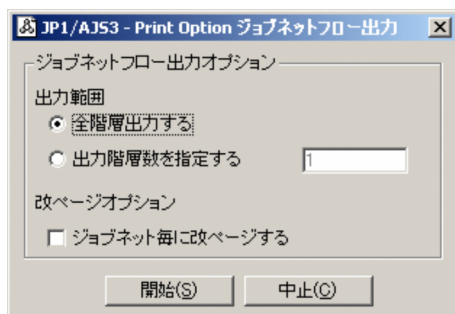 JP1/AJS3 - Print Option ジョブネットフロー出力
ジョブネットフロー出力オプション
出力範囲
全階層出力する
出力階層数を指定する 1
改ページオプション
ジョブネット毎に改ページする
開始(S) 中止(C)